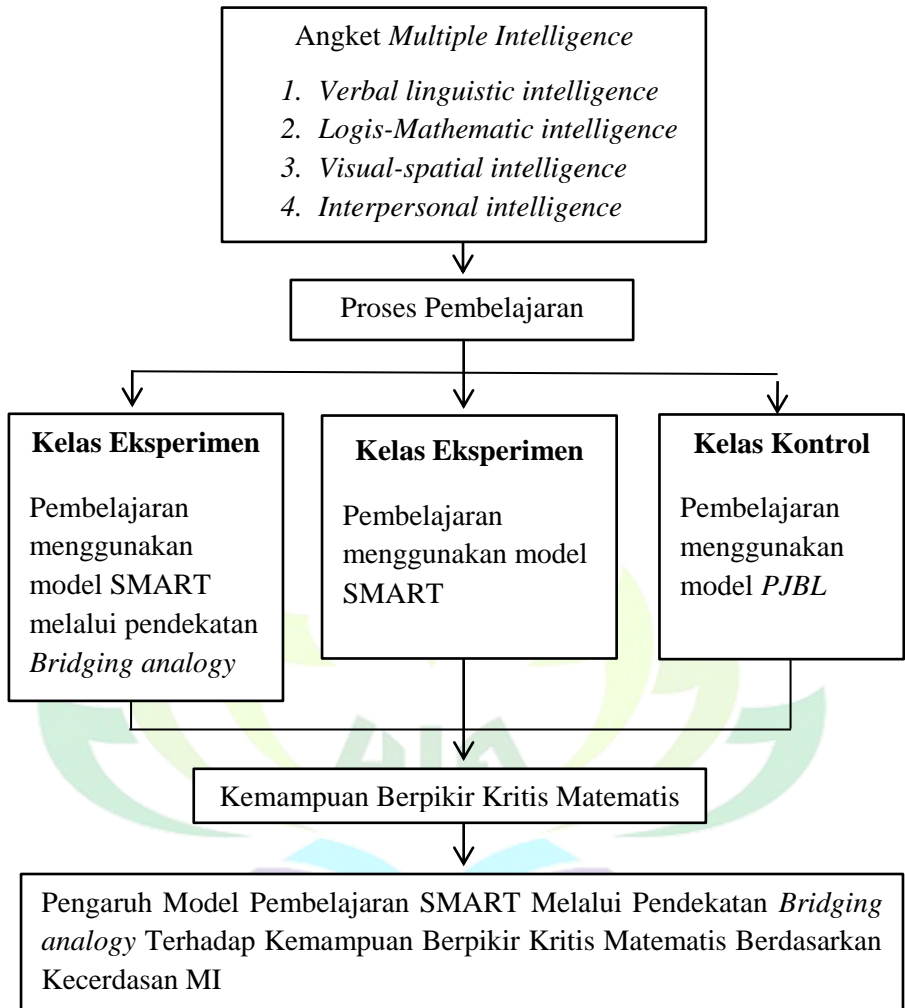 Angket Multiple Intelligence
1. Verbal linguistic intelligence
2. Logis-Mathematic intelligence
3. Visual-spatial intelligence
4. Interpersonal intelligence
Proses Pembelajaran
Kelas Eksperimen
Pembelajaran
menggunakan
model SMART
melalui pendekatan
Bridging analogy
Kelas Eksperimen
Pembelajaran
menggunakan model
SMART
Kelas Kontrol
Pembelajaran
menggunakan
model PJBL
Kemampuan Berpikir Kritis Matematis
Pengaruh Model Pembelajaran SMART Melalui Pendekatan Bridging
analogy Terhadap Kemampuan Berpikir Kritis Matematis Berdasarkan
Kecerdasan MI